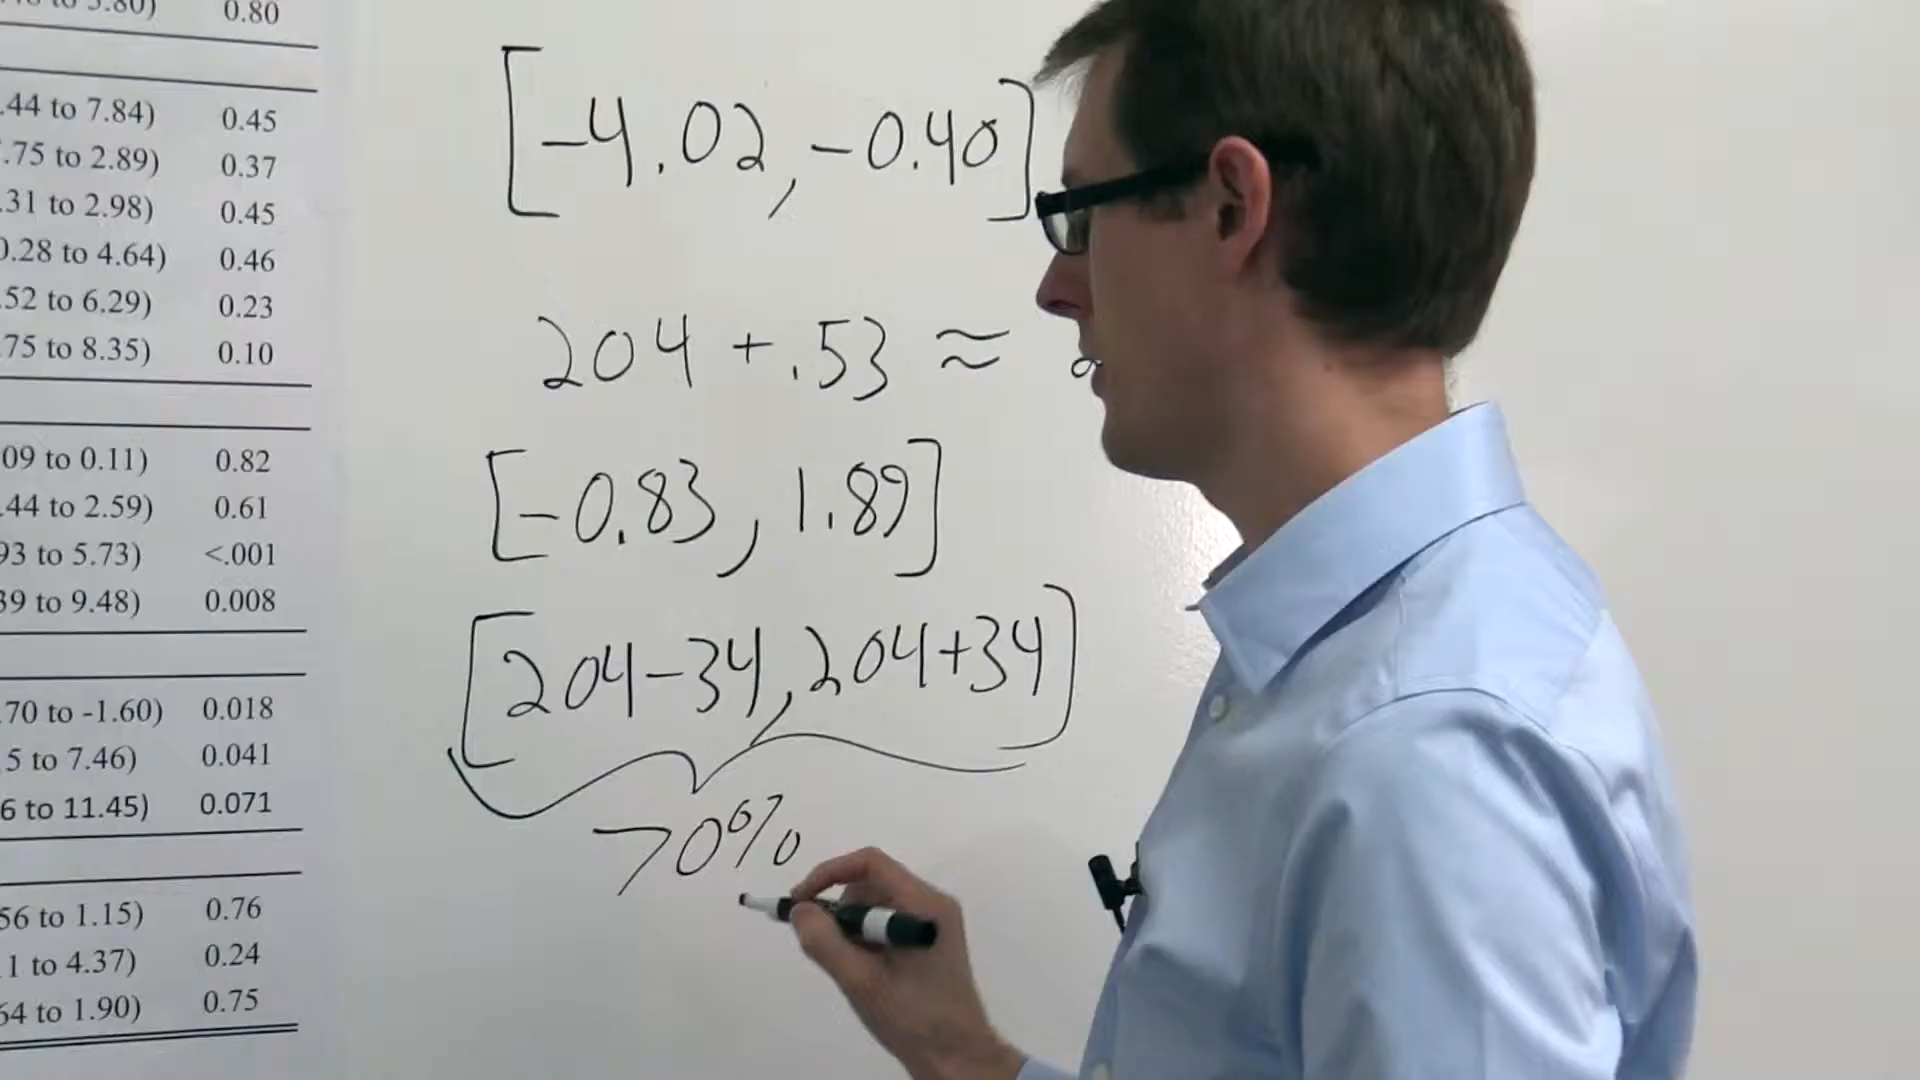 to 5.80) 0.80
.44 to 7.84) 0.45
.75 to 2.89) 0.37
.31 to 2.98) 0.45
0.28 to 4.64) 0.46
.52 to 6.29) 0.23
75 to 8.35) 0.10
09 to 0.11) 0.82
.44 to 2.59) 0.61
93 to 5.73) <.001
39 to 9.48) 0.008
70 to -1.60) 0.018
5 to 7.46) 0.041
6 to 11.45) 0.071
56 to 1.15) 0.76
1 to 4.37) 0.24
64 to 1.90) 0.75
[-4.02, -0.40]
204 + .53 ≈
[-0.83, 1.89]
[204-34, 204+34]
70%